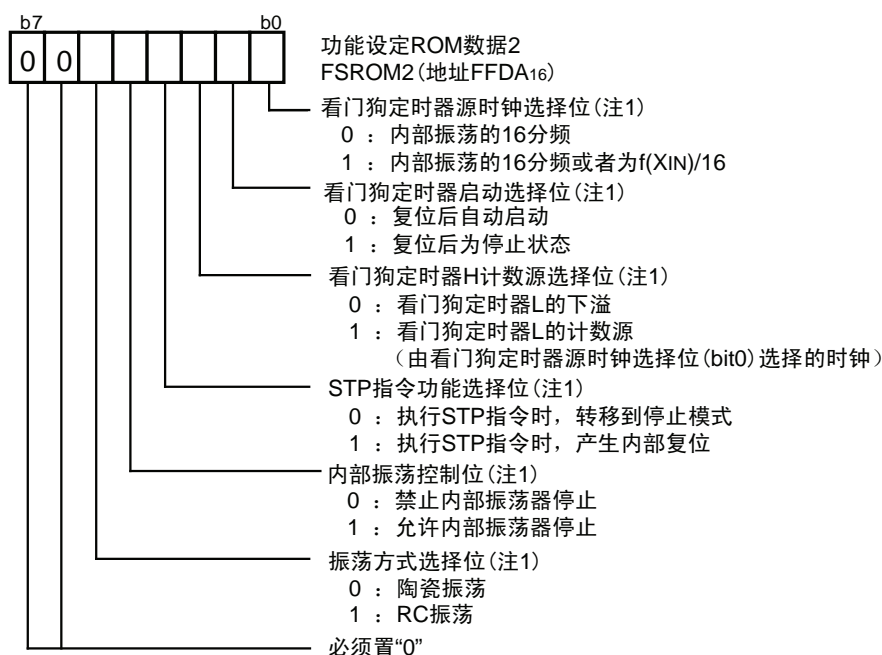 b7 b0
0 0
功能设定ROM数据2
FSROM2(地址FFDA16)
看门狗定时器源时钟选择位(注1)
0 : 内部振荡的16分频
1 : 内部振荡的16分频或者为f(XIN)/16
看门狗定时器启动选择位(注1)
0 : 复位后自动启动
1 : 复位后为停止状态
看门狗定时器H计数源选择位(注1)
0 : 看门狗定时器L的下溢
1 : 看门狗定时器L的计数源
(由看门狗定时器源时钟选择位(bit0)选择的时钟)
STP指令功能选择位(注1)
0 : 执行STP指令时，转移到停止模式
1 : 执行STP指令时，产生内部复位
内部振荡控制位(注1)
0 : 禁止内部振荡器停止
1 : 允许内部振荡器停止
振荡方式选择位(注1)
0 : 陶瓷振荡
1 : RC振荡
必须置“0”